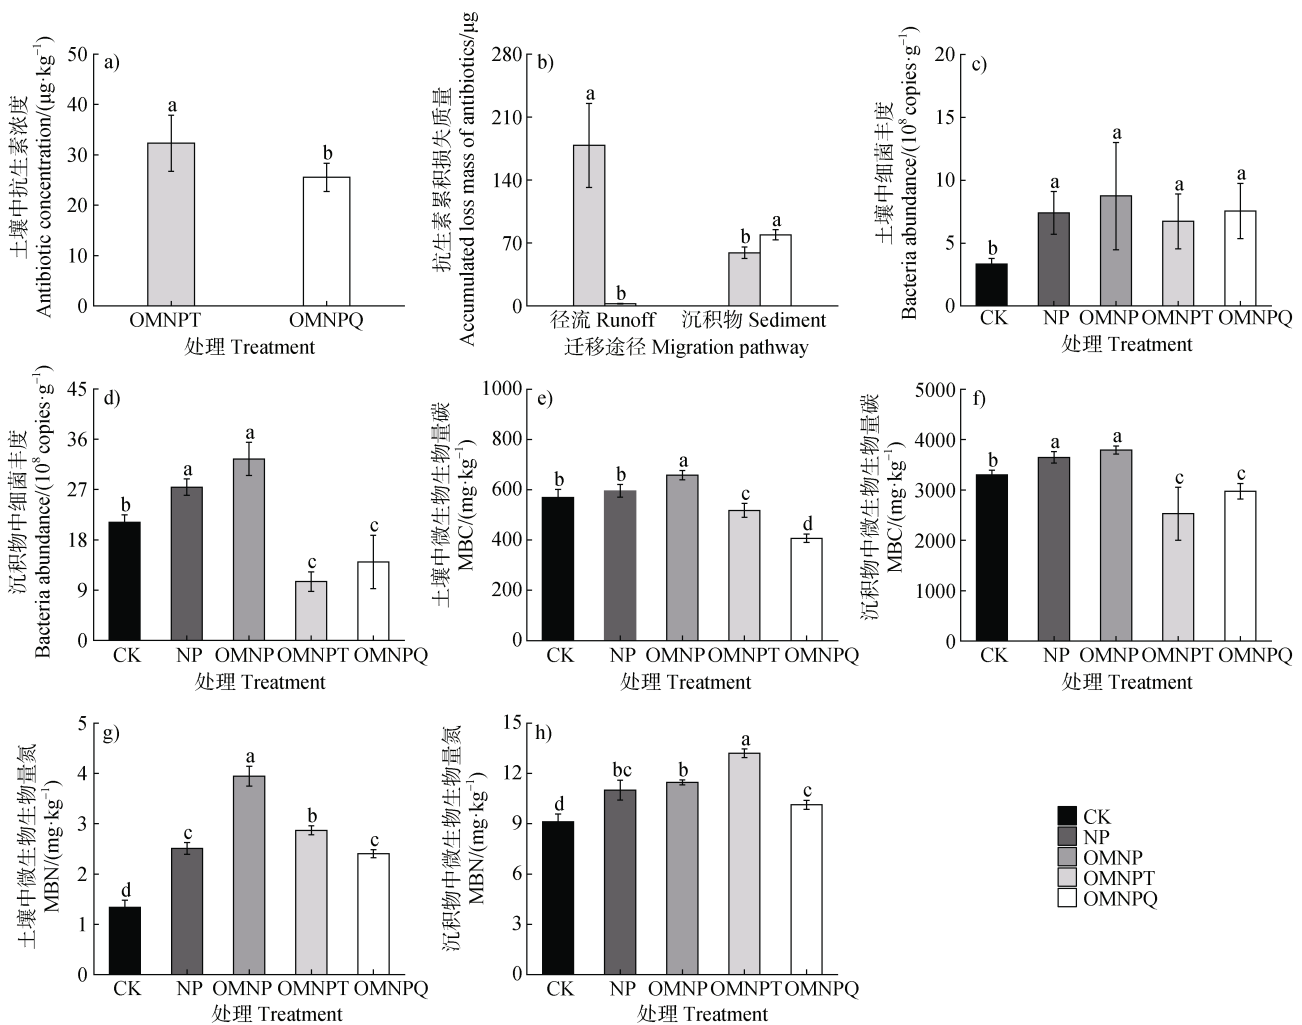 a)
土壤中抗生素浓度
Antibiotic concentration/(μg·kg⁻¹)
50
40
30
20
10
0
a
b
OMNPT
OMNPQ
处理 Treatment
b)
抗生素累积损失质量
Accumulated loss mass of antibiotics/μg
280
210
140
70
0
a
b
b
a
径流 Runoff
沉积物 Sediment
迁移途径 Migration pathway
c)
土壤中细菌丰度
Bacteria abundance/(10⁸ copies·g⁻¹)
20
15
10
5
0
b
a
a
a
a
CK
NP
OMNP
OMNPT
OMNPQ
处理 Treatment
d)
沉积物中细菌丰度
Bacteria abundance/(10⁸ copies·g⁻¹)
45
36
27
18
9
0
b
a
a
c
c
CK
NP
OMNP
OMNPT
OMNPQ
处理 Treatment
e)
土壤中微生物生物量碳
MBC/(mg·kg⁻¹)
1000
800
600
400
200
0
b
b
a
c
d
CK
NP
OMNP
OMNPT
OMNPQ
处理 Treatment
f)
沉积物中微生物生物量碳
MBC/(mg·kg⁻¹)
5000
4000
3000
2000
1000
0
b
a
a
c
c
CK
NP
OMNP
OMNPT
OMNPQ
处理 Treatment
g)
土壤中微生物生物量氮
MBN/(mg·kg⁻¹)
5
4
3
2
1
0
d
c
a
b
c
CK
NP
OMNP
OMNPT
OMNPQ
处理 Treatment
h)
沉积物中微生物生物量氮
MBN/(mg·kg⁻¹)
15
12
9
6
3
0
d
bc
b
a
c
CK
NP
OMNP
OMNPT
OMNPQ
处理 Treatment
CK
NP
OMNP
OMNPT
OMNPQ